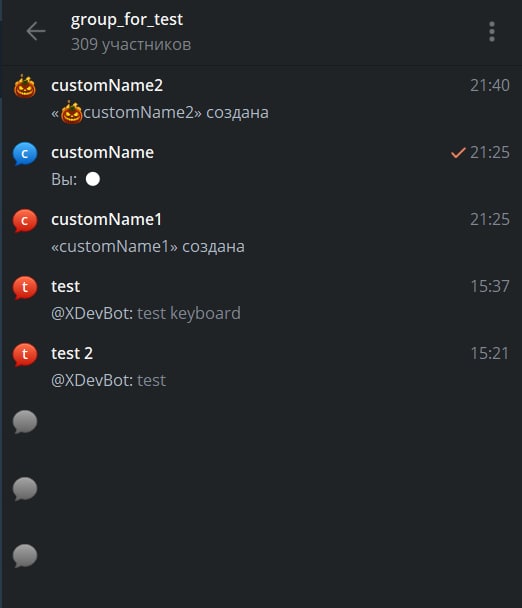 group_for_test
309 участников
customName2 21:40
«🎃customName2» создана
c customName 21:25
Вы: ⚪
c customName1 21:25
«customName1» создана
t test 15:37
@XDevBot: test keyboard
t test 2 15:21
@XDevBot: test